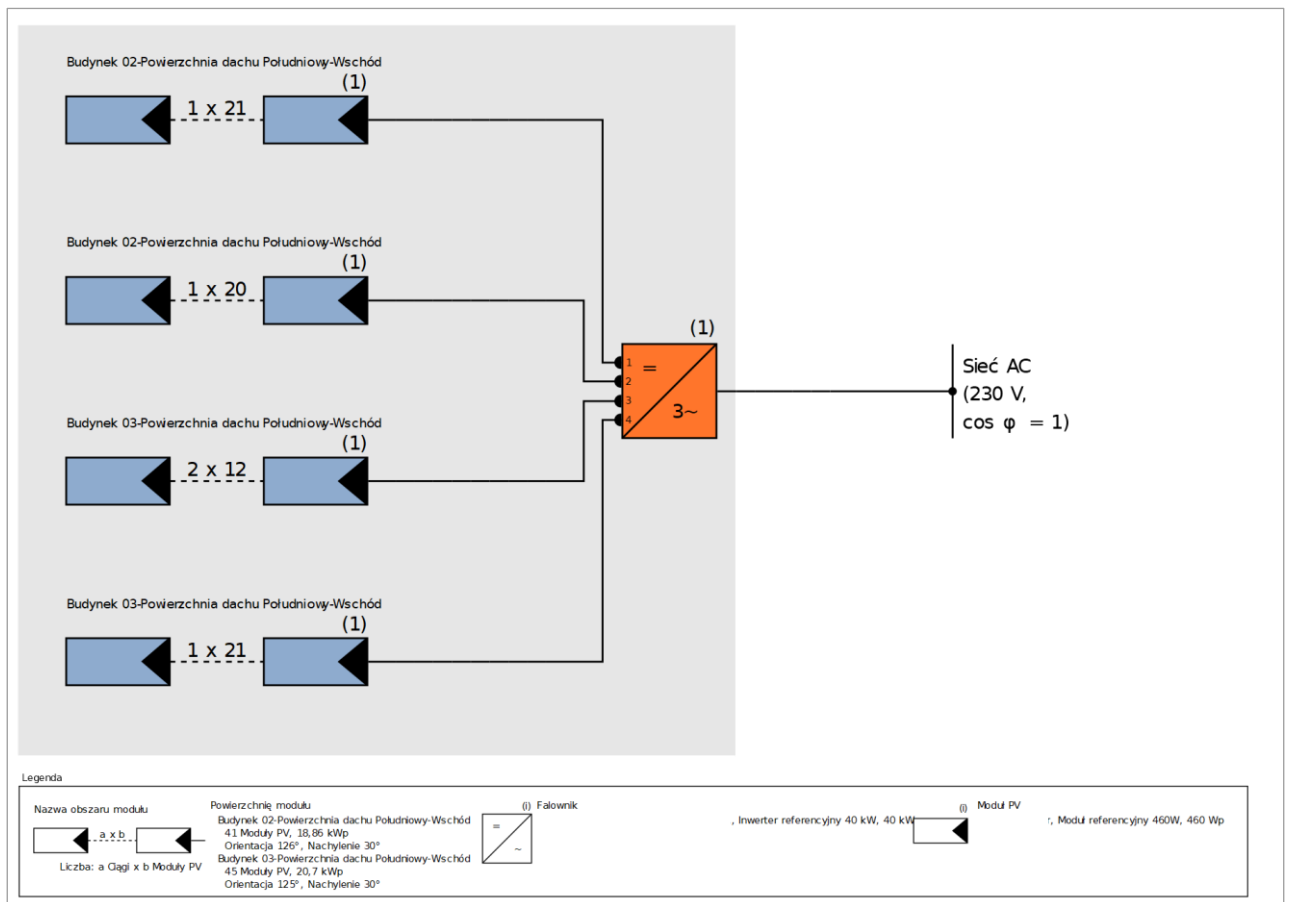 Budynek 02-Powierzchnia dachu Południowy-Wschód
(1)
1 x 21
Budynek 02-Powierzchnia dachu Południowy-Wschód
(1)
1 x 20
(1)
1
=
2
3
3~
4
Sieć AC
(230 V,
cos φ = 1)
Budynek 03-Powierzchnia dachu Południowy-Wschód
(1)
2 x 12
Budynek 03-Powierzchnia dachu Południowy-Wschód
(1)
1 x 21
Legenda
Nazwa obszaru modułu
a x b
Liczba: a Ciągi x b Moduły PV
Powierzchnię modułu
Budynek 02-Powierzchnia dachu Południowy-Wschód
41 Moduły PV, 18,86 kWp
Orientacja 126°, Nachylenie 30°
Budynek 03-Powierzchnia dachu Południowy-Wschód
45 Moduły PV, 20,7 kWp
Orientacja 125°, Nachylenie 30°
(i) Falownik
=
~
, Inwerter referencyjny 40 kW, 40 kW
(i) Moduł PV
, Moduł referencyjny 460W, 460 Wp